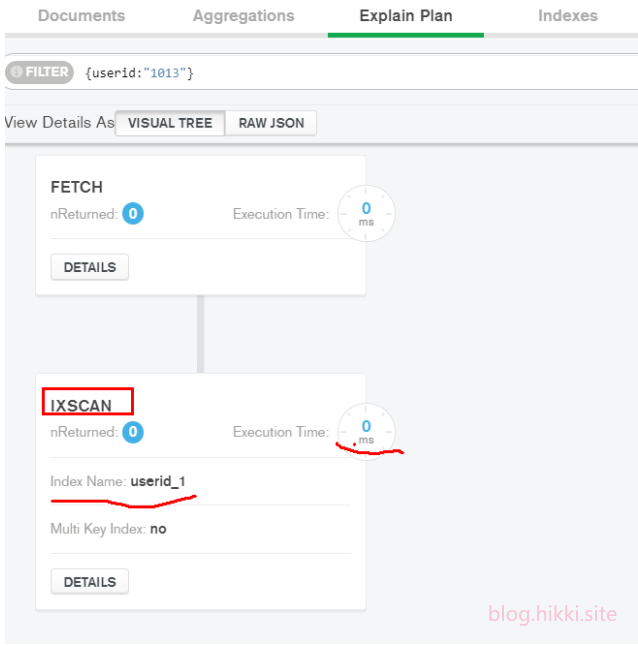 Documents Aggregations Explain Plan Indexes
FILTER {userid:"1013"}
View Details As VISUAL TREE RAW JSON
FETCH
nReturned: 0 Execution Time: 0 ms
DETAILS
IXSCAN
nReturned: 0 Execution Time: 0 ms
Index Name: userid_1
Multi Key Index: no
DETAILS
blog.hikki.site